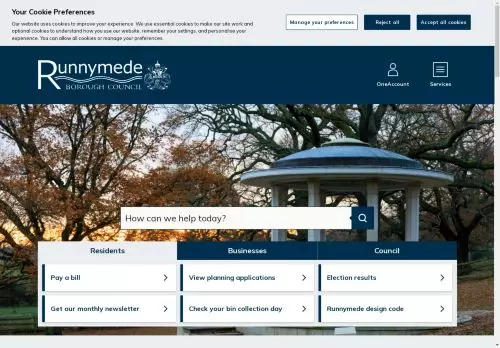 Your Cookie Preferences
Our website uses cookies to improve your experience. We use essential cookies to make our site work and
optional cookies to understand how you use our website, remember your settings, and personalise your
experience. You can allow all cookies or manage your preferences.
Manage your preferences
Reject all
Accept all cookies
Runnymede
BOROUGH COUNCIL
OneAccount
Services
How can we help today?
Residents
Businesses
Council
Pay a bill
View planning applications
Election results
Get our monthly newsletter
Check your bin collection day
Runnymede design code